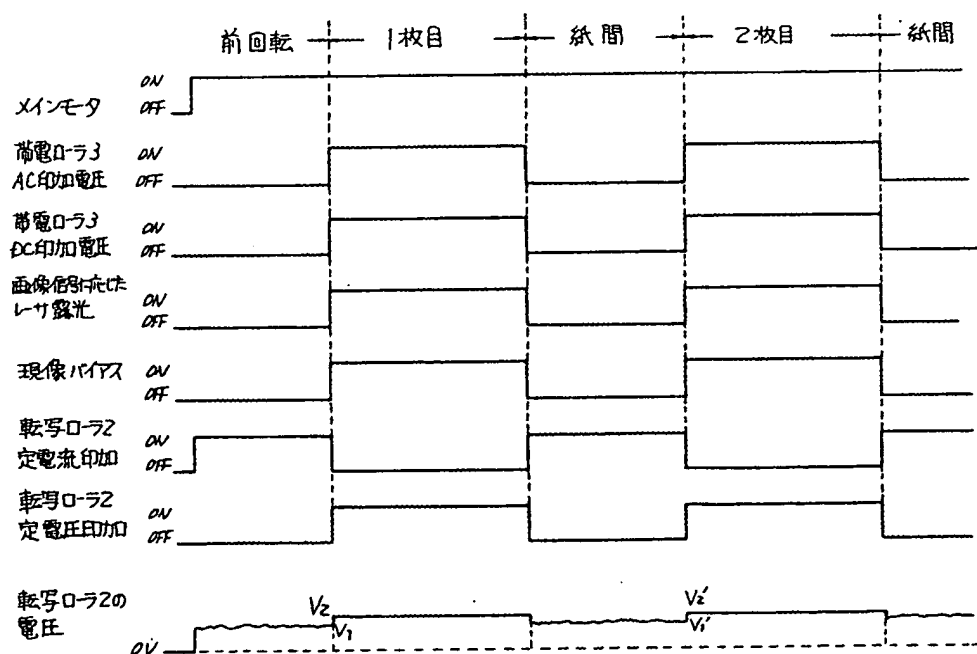 前回転 1枚目 紙間 2枚目 紙間
ON
メインモータ OFF
帯電ローラ3 ON
AC印加電圧 OFF
帯電ローラ3 ON
DC印加電圧 OFF
画像信号に応じた
レーザ露光 ON
OFF
現像バイアス ON
OFF
転写ローラ2 ON
定電流印加 OFF
転写ローラ2 ON
定電圧印加 OFF
転写ローラ2の V2 V2'
電圧 V1 V1'
0V